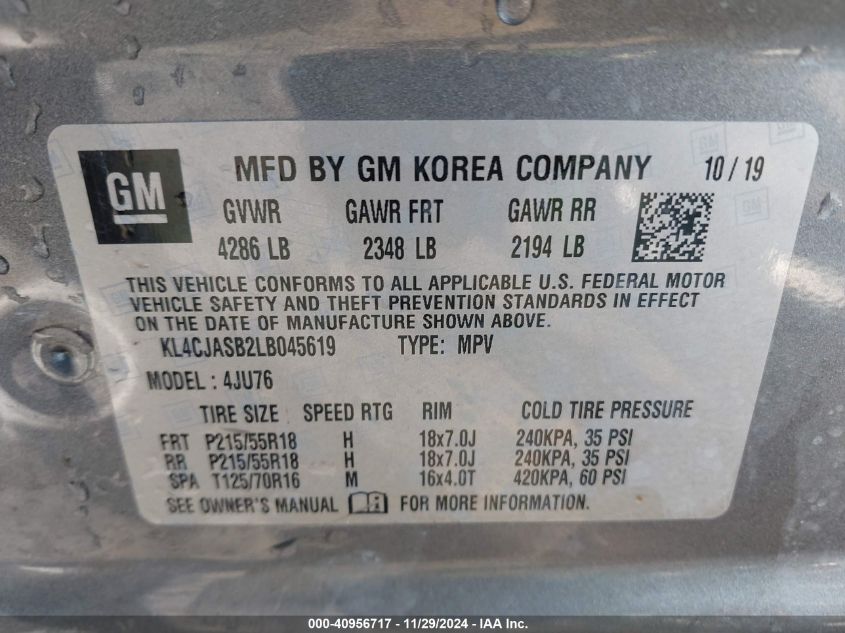 GM
MFD BY GM KOREA COMPANY 10/19
GVWR GAWR FRT GAWR RR
4286 LB 2348 LB 2194 LB
THIS VEHICLE CONFORMS TO ALL APPLICABLE U.S. FEDERAL MOTOR
VEHICLE SAFETY AND THEFT PREVENTION STANDARDS IN EFFECT
ON THE DATE OF MANUFACTURE SHOWN ABOVE.
KL4CJASB2LB045619 TYPE: MPV
MODEL : 4JU76
TIRE SIZE SPEED RTG RIM COLD TIRE PRESSURE
FRT P215/55R18 H 18x7.0J 240KPA, 35 PSI
RR P215/55R18 H 18x7.0J 240KPA, 35 PSI
SPA T125/70R16 M 16x4.0T 420KPA, 60 PSI
SEE OWNER'S MANUAL FOR MORE INFORMATION.
000-40956717 - 11/29/2024 - IAA Inc.